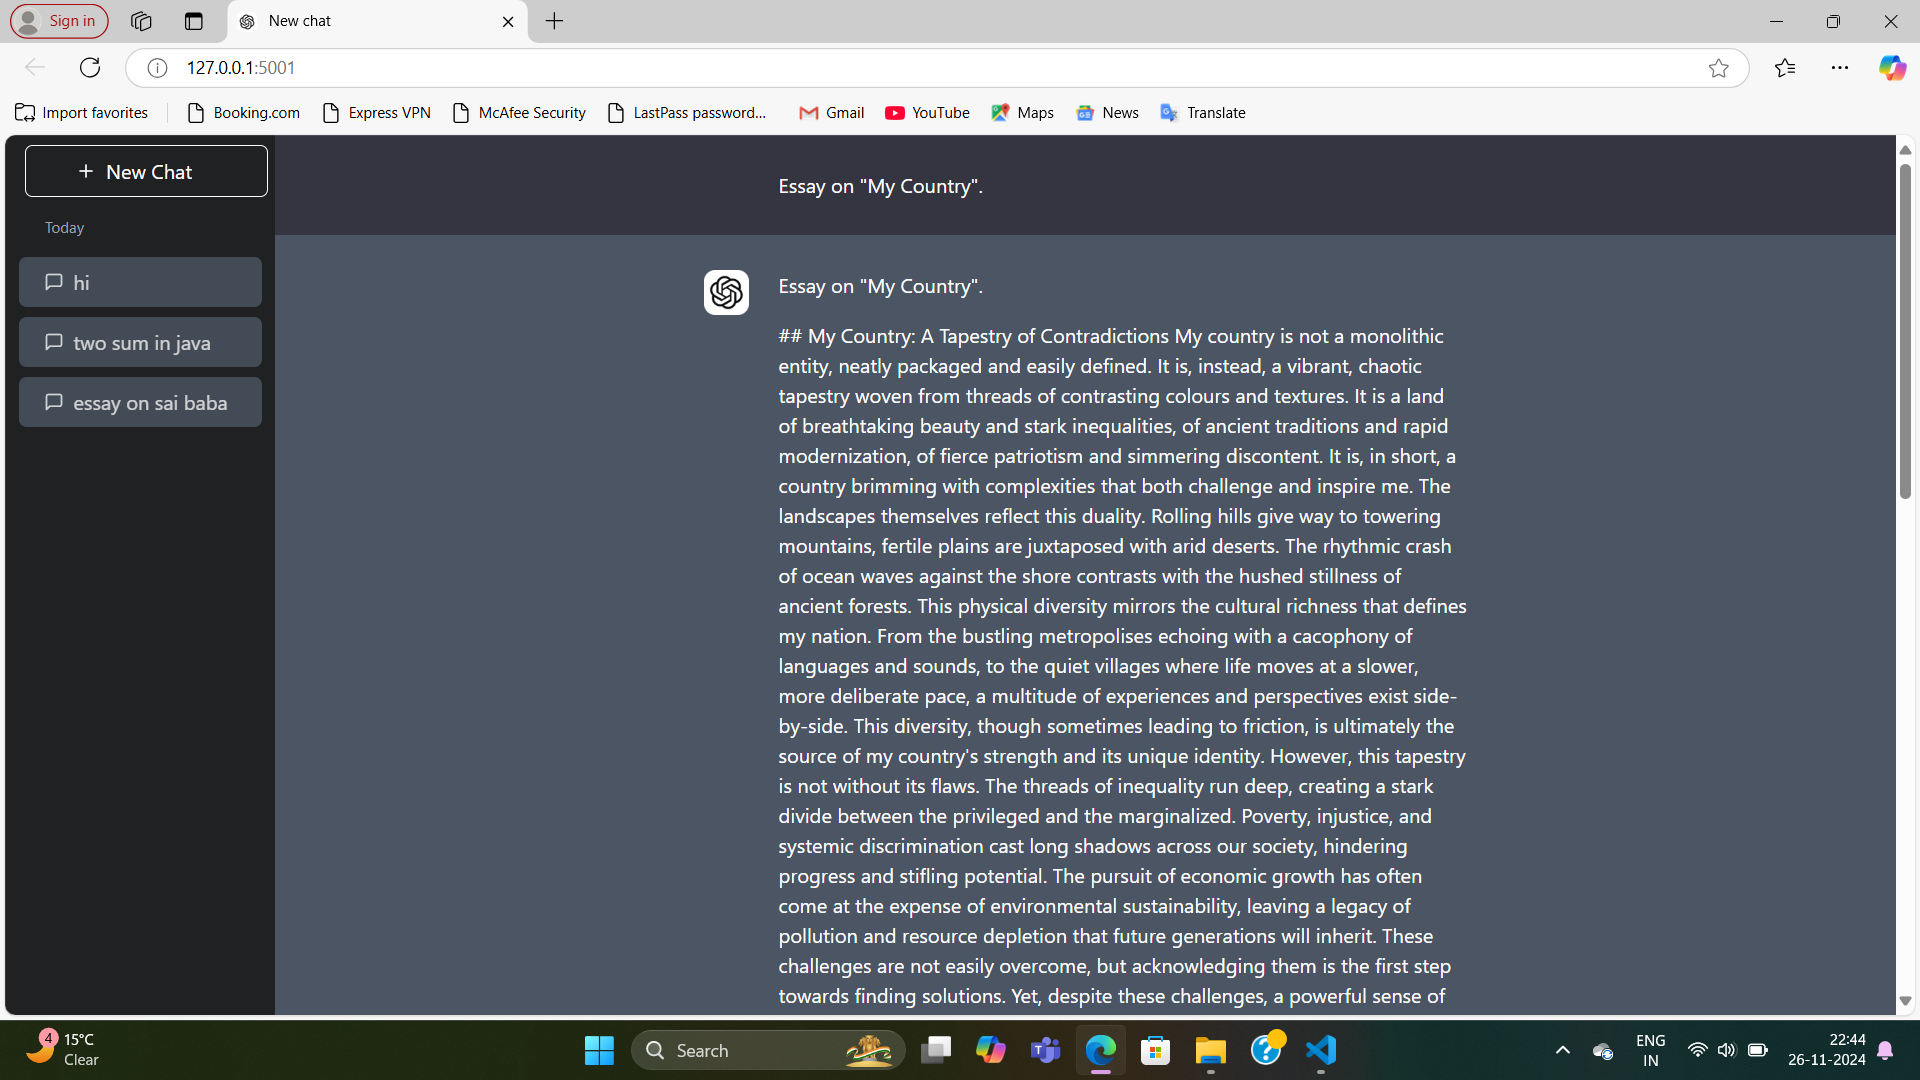 Sign in
New chat
127.0.0.1:5001
Import favorites
Booking.com
Express VPN
McAfee Security
LastPass password...
Gmail
YouTube
Maps
News
Translate
+ New Chat
Today
hi
two sum in java
essay on sai baba
Essay on "My Country".
Essay on "My Country".
## My Country: A Tapestry of Contradictions My country is not a monolithic
entity, neatly packaged and easily defined. It is, instead, a vibrant, chaotic
tapestry woven from threads of contrasting colours and textures. It is a land
of breathtaking beauty and stark inequalities, of ancient traditions and rapid
modernization, of fierce patriotism and simmering discontent. It is, in short, a
country brimming with complexities that both challenge and inspire me. The
landscapes themselves reflect this duality. Rolling hills give way to towering
mountains, fertile plains are juxtaposed with arid deserts. The rhythmic crash
of ocean waves against the shore contrasts with the hushed stillness of
ancient forests. This physical diversity mirrors the cultural richness that defines
my nation. From the bustling metropolises echoing with a cacophony of
languages and sounds, to the quiet villages where life moves at a slower,
more deliberate pace, a multitude of experiences and perspectives exist side-
by-side. This diversity, though sometimes leading to friction, is ultimately the
source of my country's strength and its unique identity. However, this tapestry
is not without its flaws. The threads of inequality run deep, creating a stark
divide between the privileged and the marginalized. Poverty, injustice, and
systemic discrimination cast long shadows across our society, hindering
progress and stifling potential. The pursuit of economic growth has often
come at the expense of environmental sustainability, leaving a legacy of
pollution and resource depletion that future generations will inherit. These
challenges are not easily overcome, but acknowledging them is the first step
towards finding solutions. Yet, despite these challenges, a powerful sense of
4
15°C
Clear
Search
ENG
IN
22:44
26-11-2024